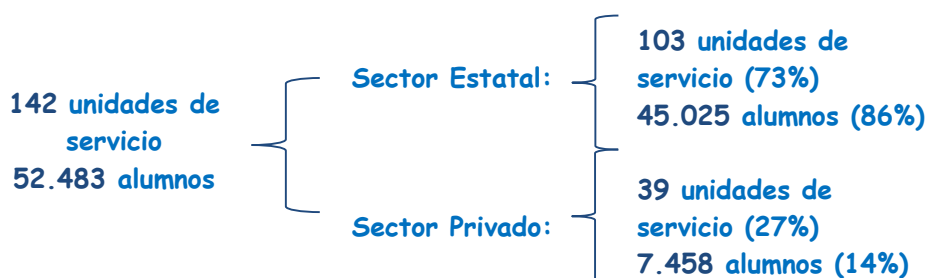 142 unidades de
servicio
52.483 alumnos
Sector Estatal:
103 unidades de
servicio (73%)
45.025 alumnos (86%)
Sector Privado:
39 unidades de
servicio (27%)
7.458 alumnos (14%)